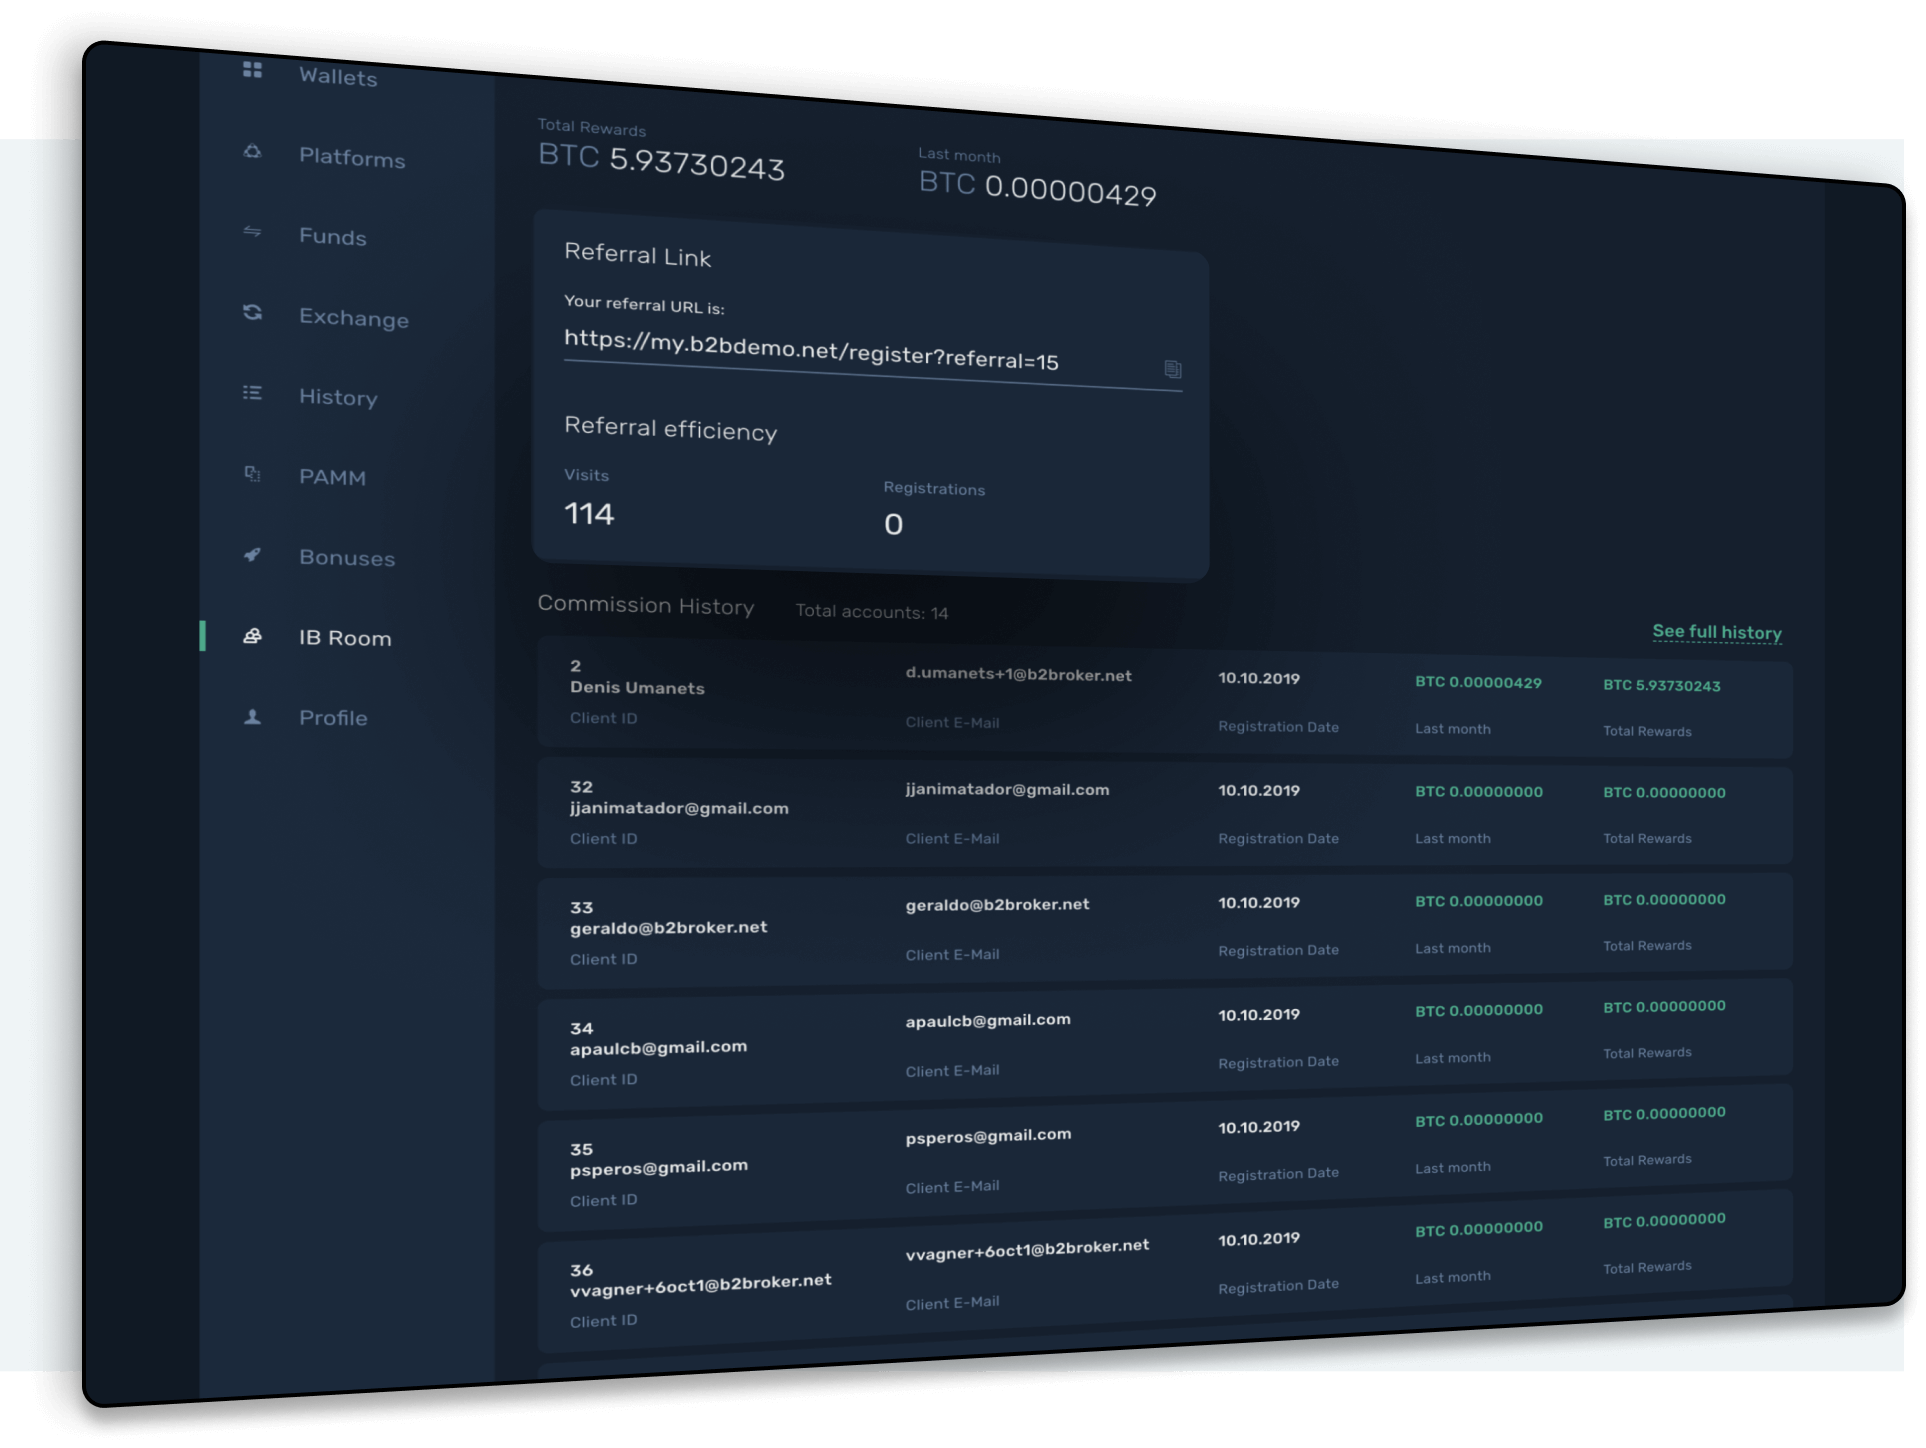 Wallets
Platforms
Funds
Exchange
History
PAMM
Bonuses
IB Room
Profile
Total Rewards
BTC 5.93730243
Last month
BTC 0.00000429
Referral Link
Your referral URL is:
https://my.b2bdemo.net/register?referral=15
Referral efficiency
Visits
114
Registrations
0
Commission History
Total accounts: 14
See full history
2
Denis Umanets
Client ID
d.umanets+1@b2broker.net
Client E-Mail
10.10.2019
Registration Date
BTC 0.00000429
Last month
BTC 5.93730243
Total Rewards
32
jjanimatador@gmail.com
Client ID
jjanimatador@gmail.com
Client E-Mail
10.10.2019
Registration Date
BTC 0.00000000
Last month
BTC 0.00000000
Total Rewards
33
geraldo@b2broker.net
Client ID
geraldo@b2broker.net
Client E-Mail
10.10.2019
Registration Date
BTC 0.00000000
Last month
BTC 0.00000000
Total Rewards
34
apaulcb@gmail.com
Client ID
apaulcb@gmail.com
Client E-Mail
10.10.2019
Registration Date
BTC 0.00000000
Last month
BTC 0.00000000
Total Rewards
35
psperos@gmail.com
Client ID
psperos@gmail.com
Client E-Mail
10.10.2019
Registration Date
BTC 0.00000000
Last month
BTC 0.00000000
Total Rewards
36
vvagner+6oct1@b2broker.net
Client ID
vvagner+6oct1@b2broker.net
Client E-Mail
10.10.2019
Registration Date
BTC 0.00000000
Last month
BTC 0.00000000
Total Rewards